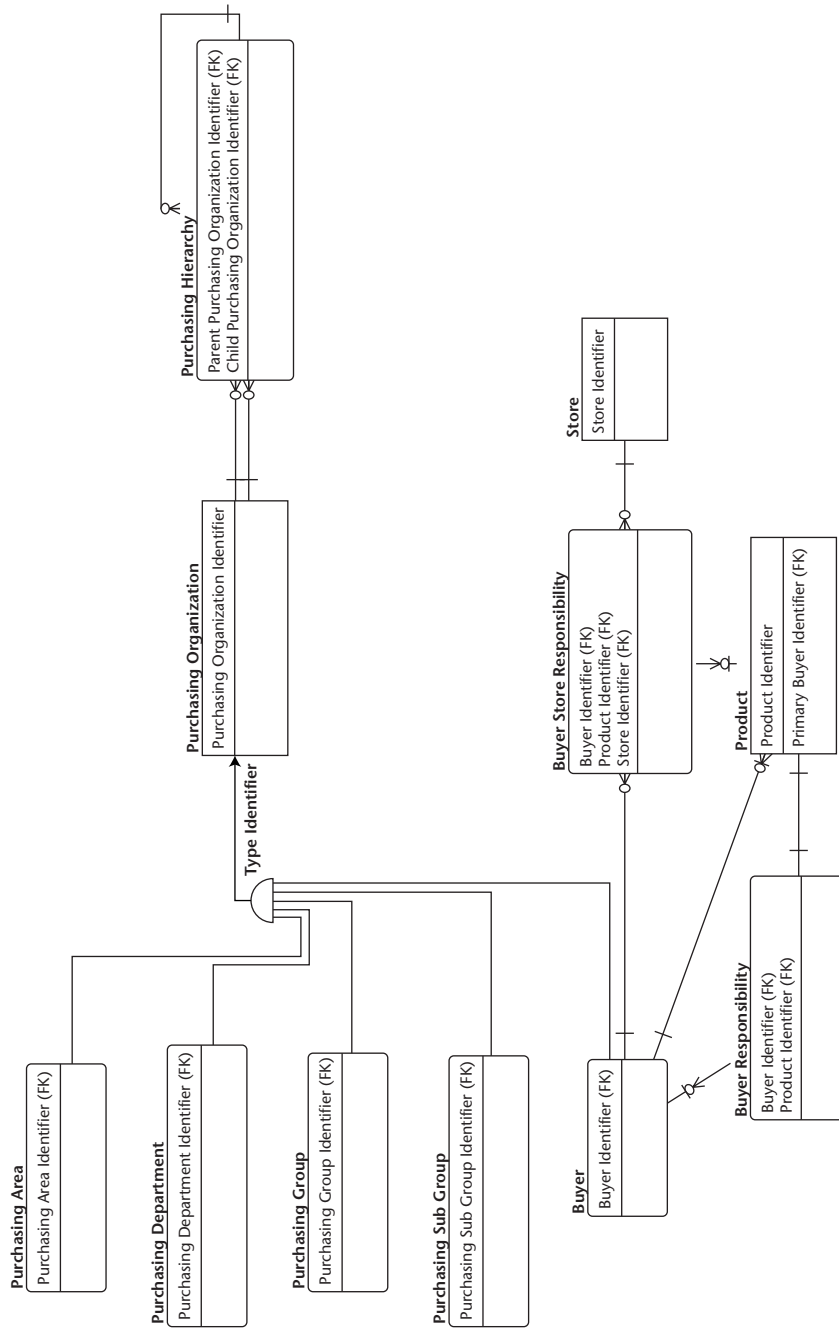 Purchasing Area
Purchasing Area Identifier (FK)
Purchasing Department
Purchasing Department Identifier (FK)
Purchasing Group
Purchasing Group Identifier (FK)
Purchasing Sub Group
Purchasing Sub Group Identifier (FK)
Buyer
Buyer Identifier (FK)
Buyer Responsibility
Buyer Identifier (FK)
Product Identifier (FK)
Type Identifier
Purchasing Organization
Purchasing Organization Identifier
Buyer Store Responsibility
Buyer Identifier (FK)
Product Identifier (FK)
Store Identifier (FK)
Product
Product Identifier
Primary Buyer Identifier (FK)
Purchasing Hierarchy
Parent Purchasing Organization Identifier (FK)
Child Purchasing Organization Identifier (FK)
Store
Store Identifier